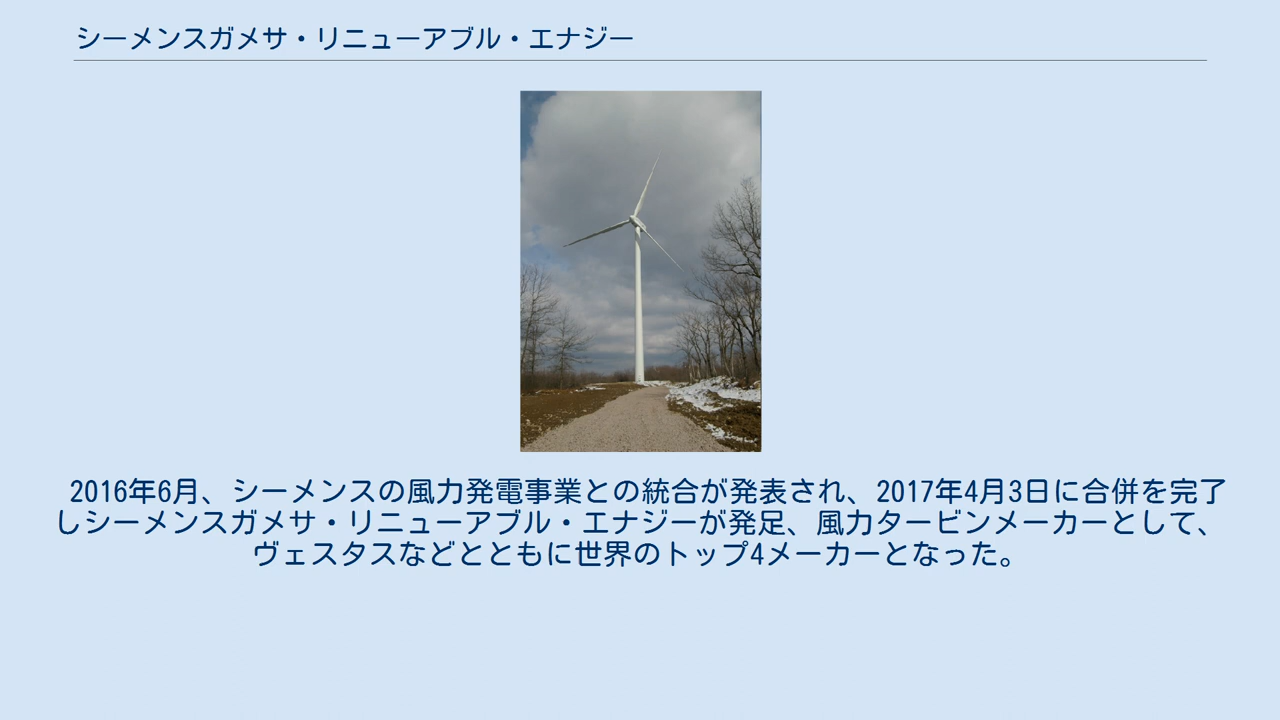 シーメンスガメサ・リニューアブル・エナジー
2016年6月、シーメンスの風力発電事業との統合が発表され、2017年4月3日に合併を完了
しシーメンスガメサ・リニューアブル・エナジーが発足、風力タービンメーカーとして、
ヴェスタスなどとともに世界のトップ4メーカーとなった。